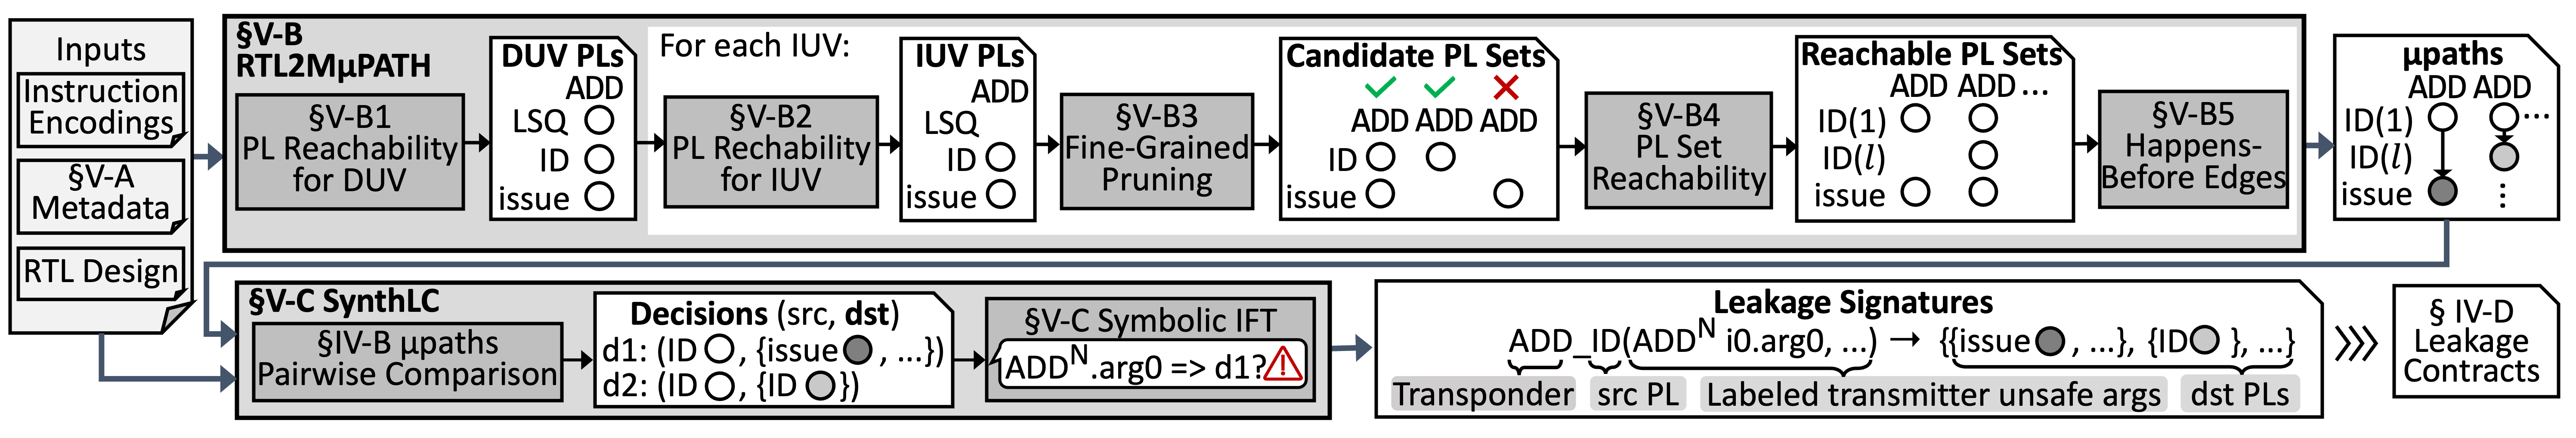 Inputs
Instruction
Encodings
§V-A
Metadata
RTL Design
§V-B
RTL2MμPATH
§V-B1
PL Reachability
for DUV
DUV PLs
ADD
LSQ
ID
issue
For each IUV:
§V-B2
PL Rechability
for IUV
IUV PLs
ADD
LSQ
ID
issue
§V-B3
Fine-Grained
Pruning
Candidate PL Sets
ADD ADD ADD
ID
issue
§V-B4
PL Set
Reachability
Reachable PL Sets
ADD ADD ...
ID(1)
ID(l)
issue
§V-B5
Happens-
Before Edges
μpaths
ADD ADD
ID(1) ...
ID(l)
issue
§V-C SynthLC
§IV-B μpaths
Pairwise Comparison
Decisions (src, dst)
d1: (ID , {issue , ...})
d2: (ID , {ID })
§V-C Symbolic IFT
ADDᴺ.arg0 => d1?
Leakage Signatures
ADD_ID(ADDᴺ i0.arg0, ...) → {{issue , ...}, {ID }, ...}
Transponder src PL Labeled transmitter unsafe args dst PLs
§ IV-D
Leakage
Contracts